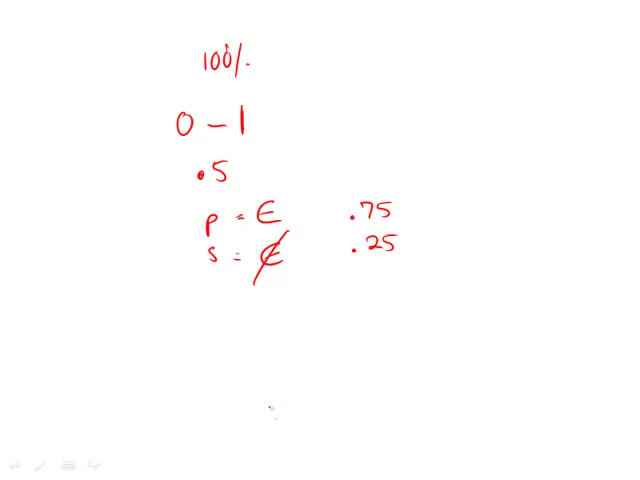 100%
0 - 1
.5
p = E .75
s = E̸ .25